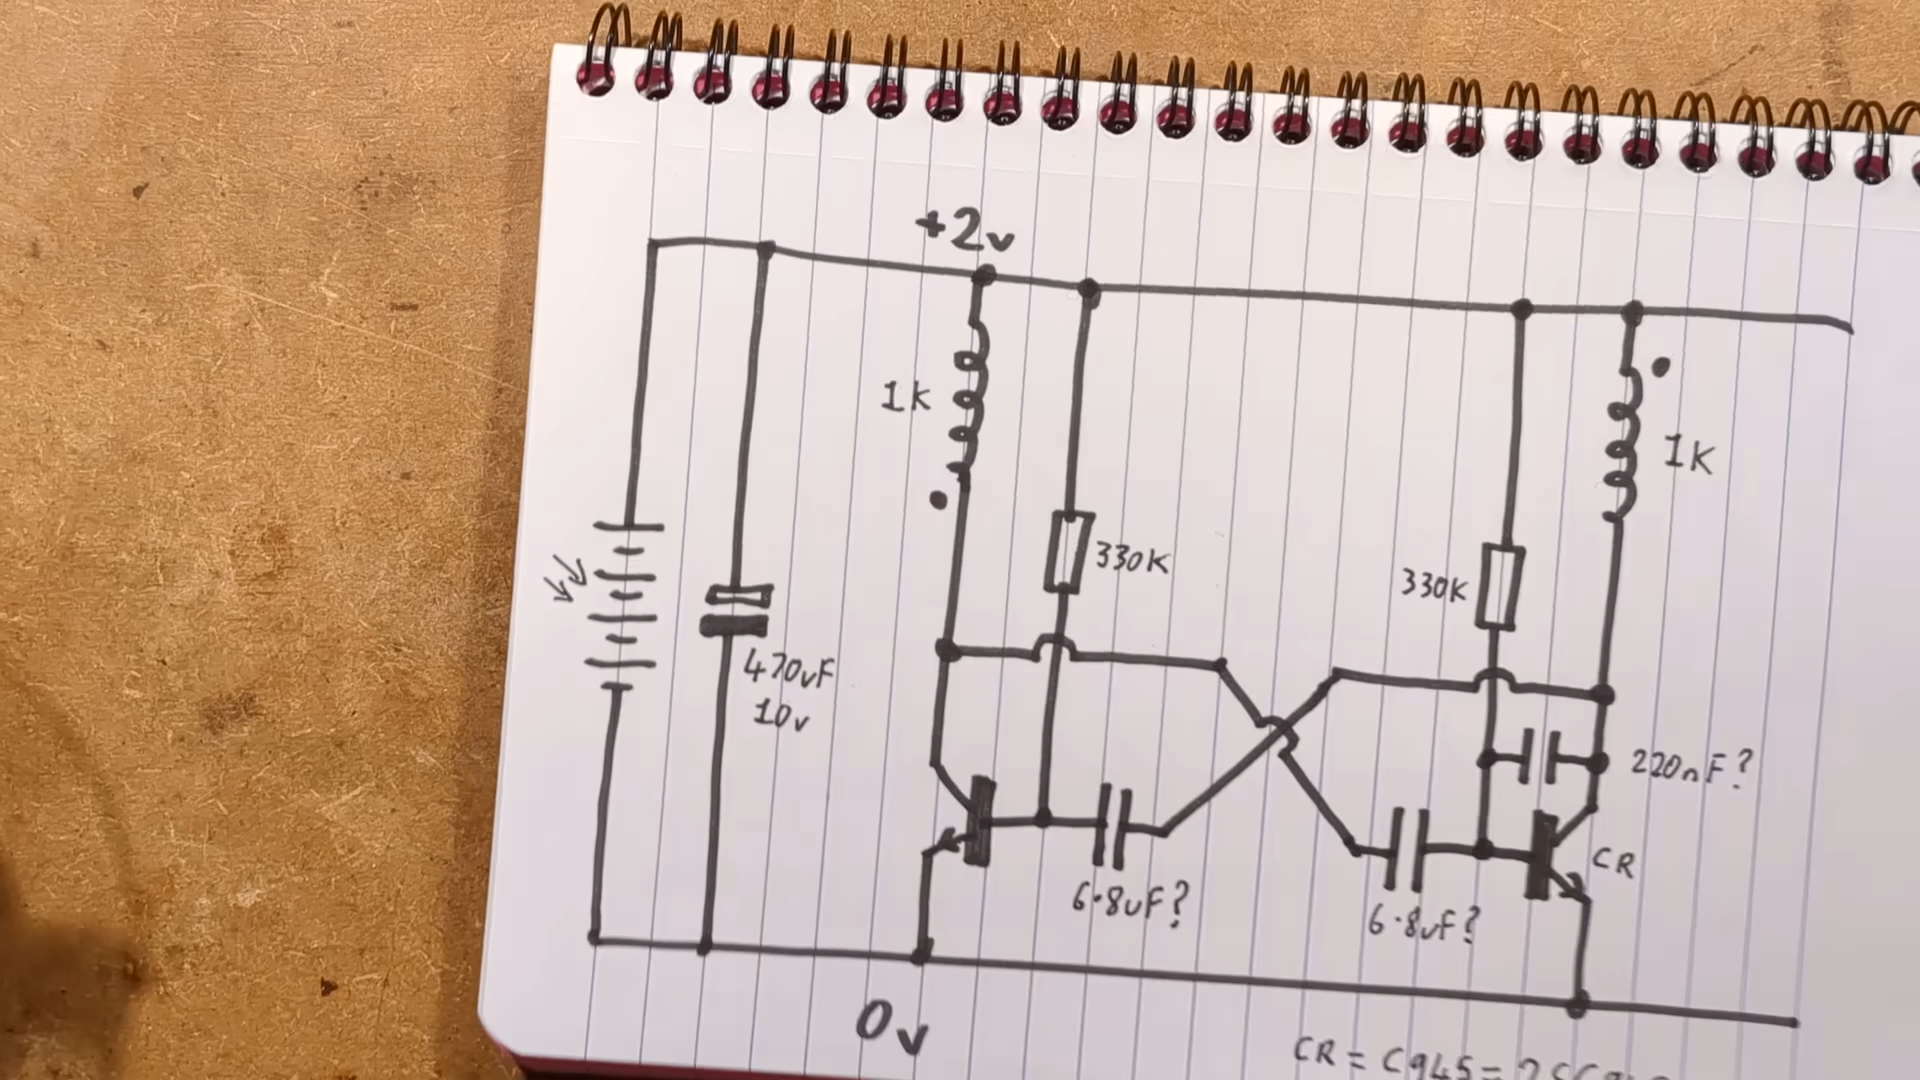 +2v
1K
1K
330K
330K
470uF
10v
220nF?
CR
6.8uF?
6.8uF?
0v
CR = C945 =